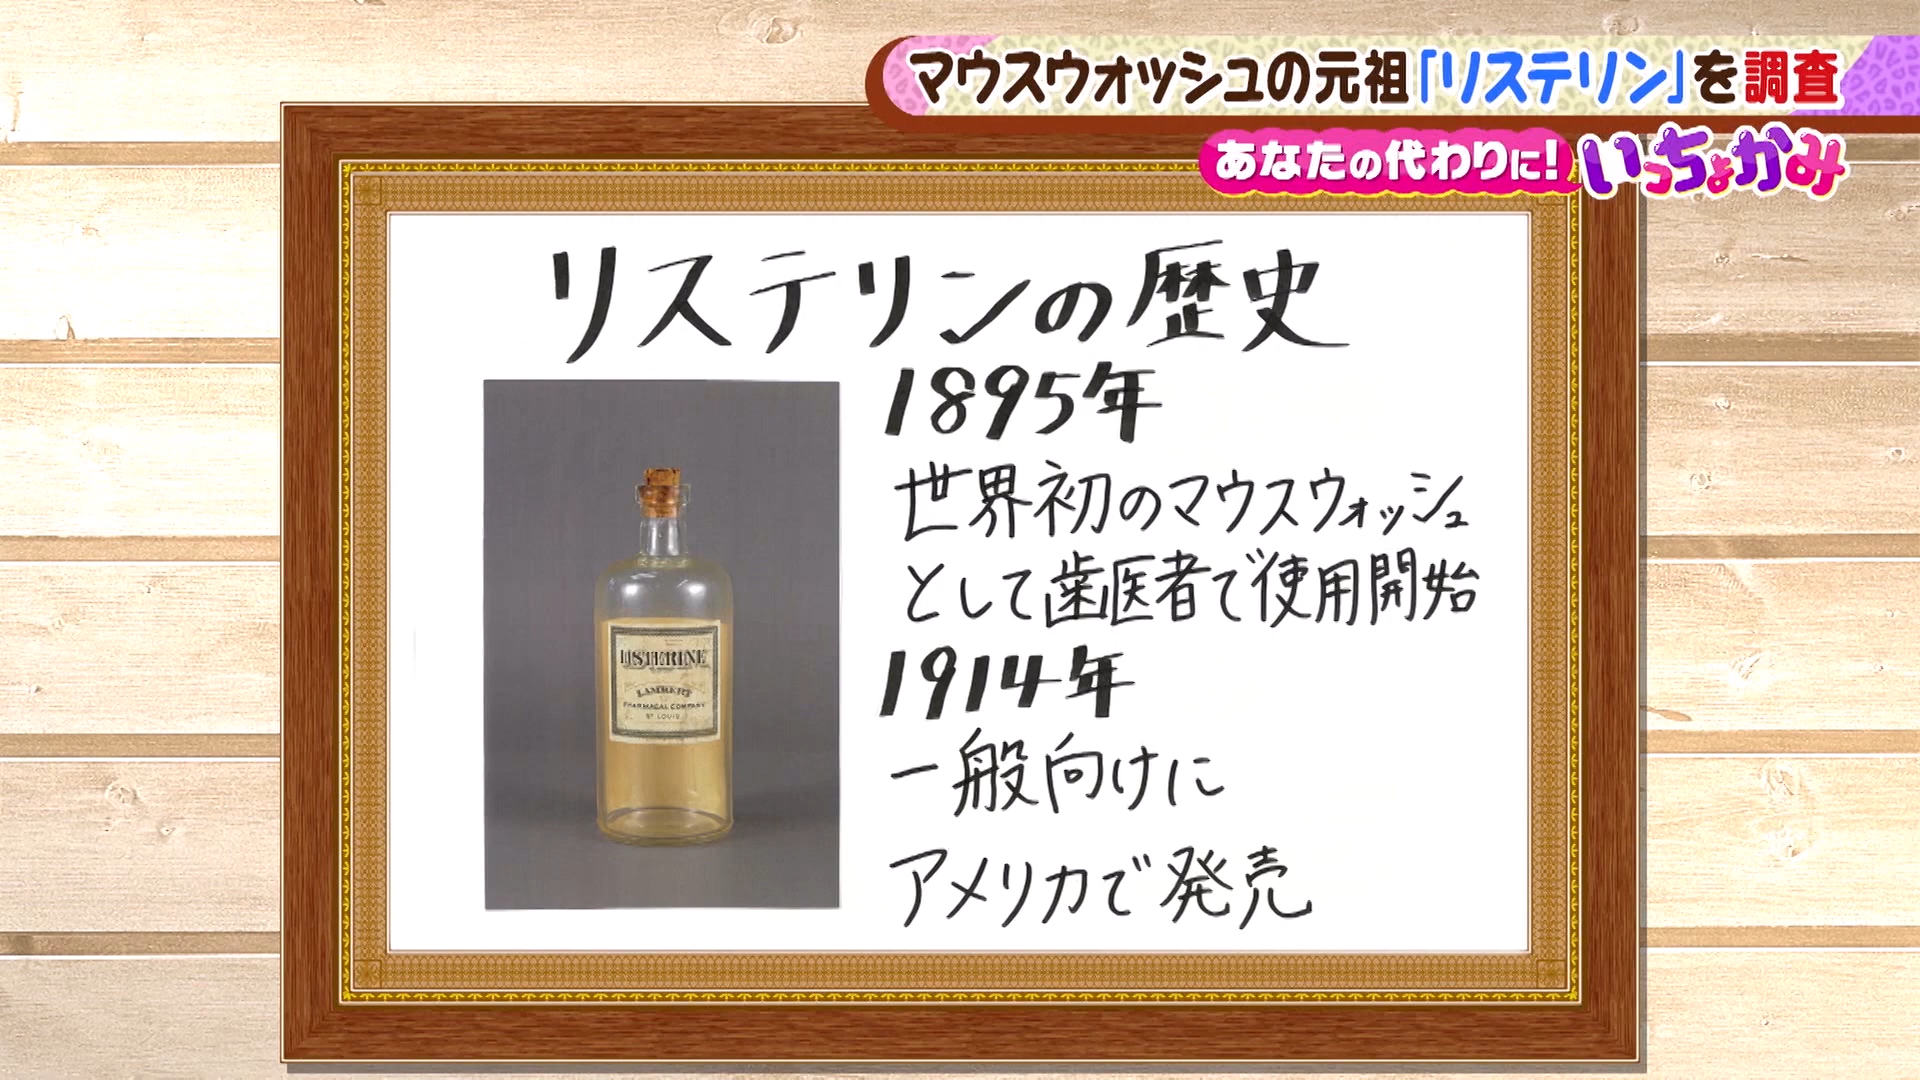 マウスウォッシュの元祖「リステリン」を調査
あなたの代わりに!いっちょかみ
リステリンの歴史
1895年
世界初のマウスウォッシュ
として歯医者で使用開始
1914年
一般向けに
アメリカで発売
LISTERINE
LAMBERT
PHARMACAL COMPANY
ST. LOUIS